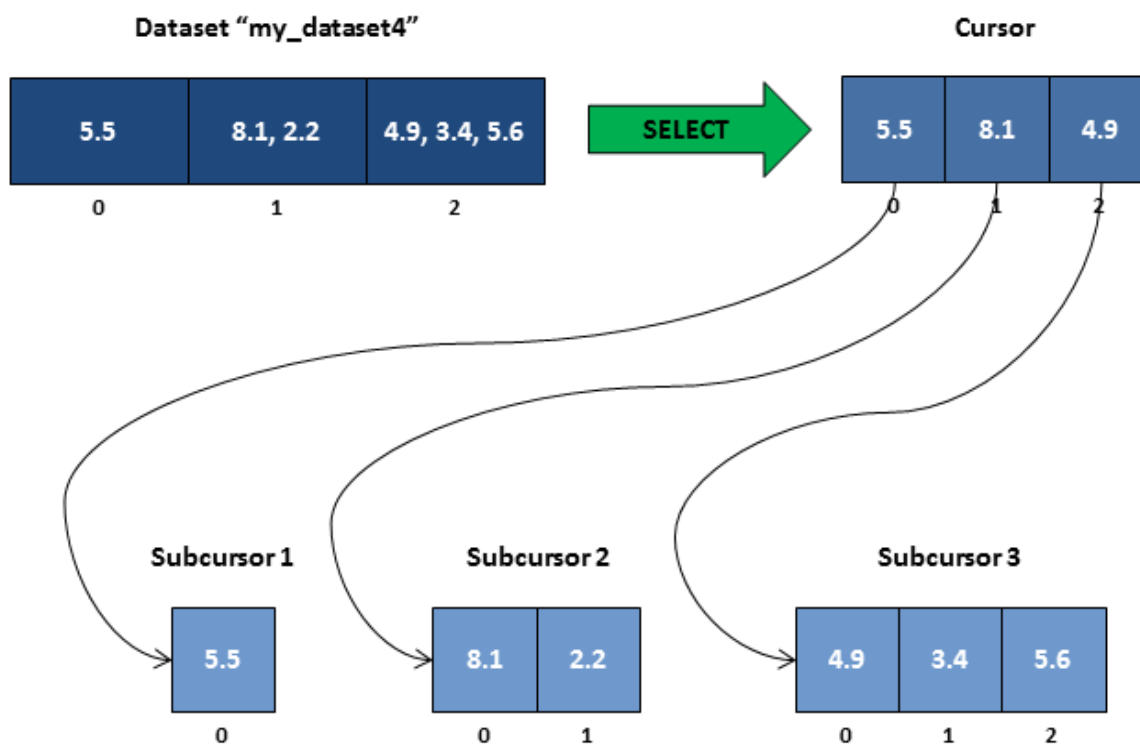 Dataset “my_dataset4” Cursor
5.5 8.1, 2.2 4.9, 3.4, 5.6 SELECT 5.5 8.1 4.9
0 1 2 0 1 2
Subcursor 1 Subcursor 2 Subcursor 3
5.5 8.1 2.2 4.9 3.4 5.6
0 0 1 0 1 2